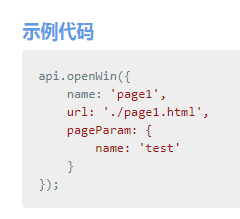 示例代码
api.openWin({
    name: 'page1',
    url: './page1.html',
    pageParam: {
        name: 'test'
    }
});